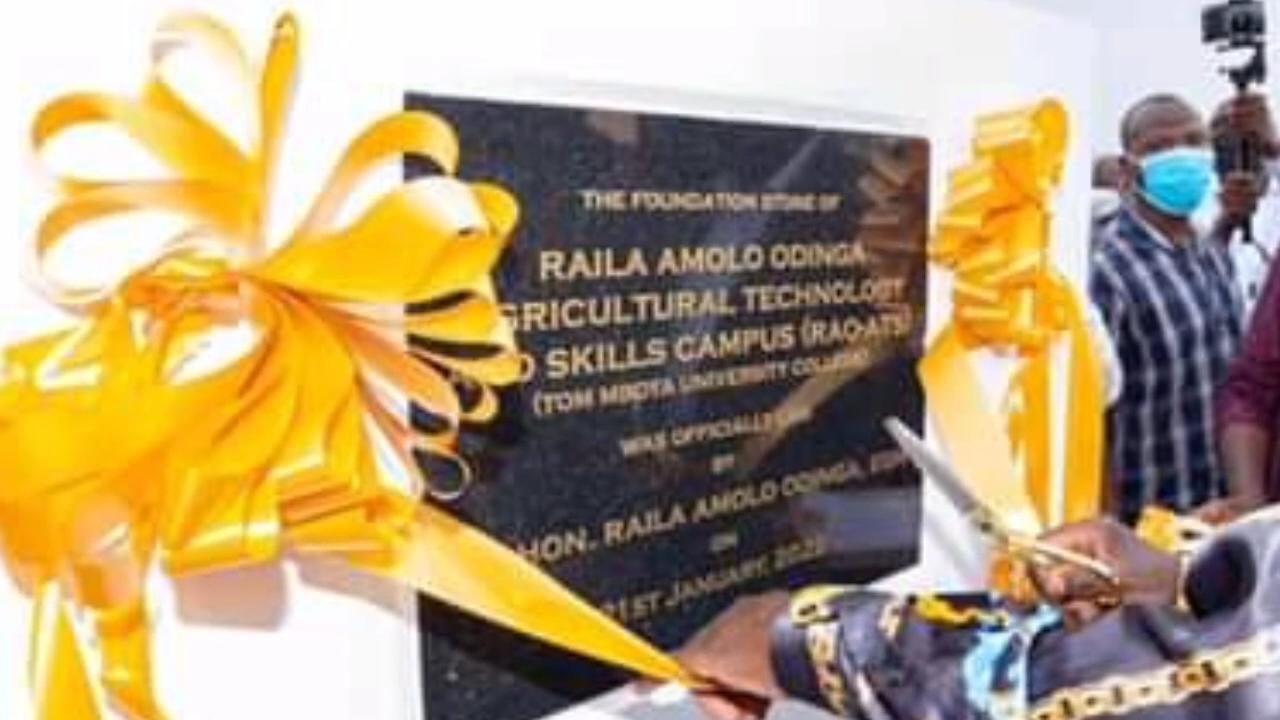 THE FOUNDATION STONE OF
RAILA AMOLO ODINGA
GRICULTURAL TECHNOLOGY
SKILLS CAMPUS (RAO-ATS)
(TOM MBOYA UNIVERSITY COLLEGE)
WAS OFFICIALLY
BY
HON. RAILA AMOLO ODINGA,
ON
21ST JANUARY,